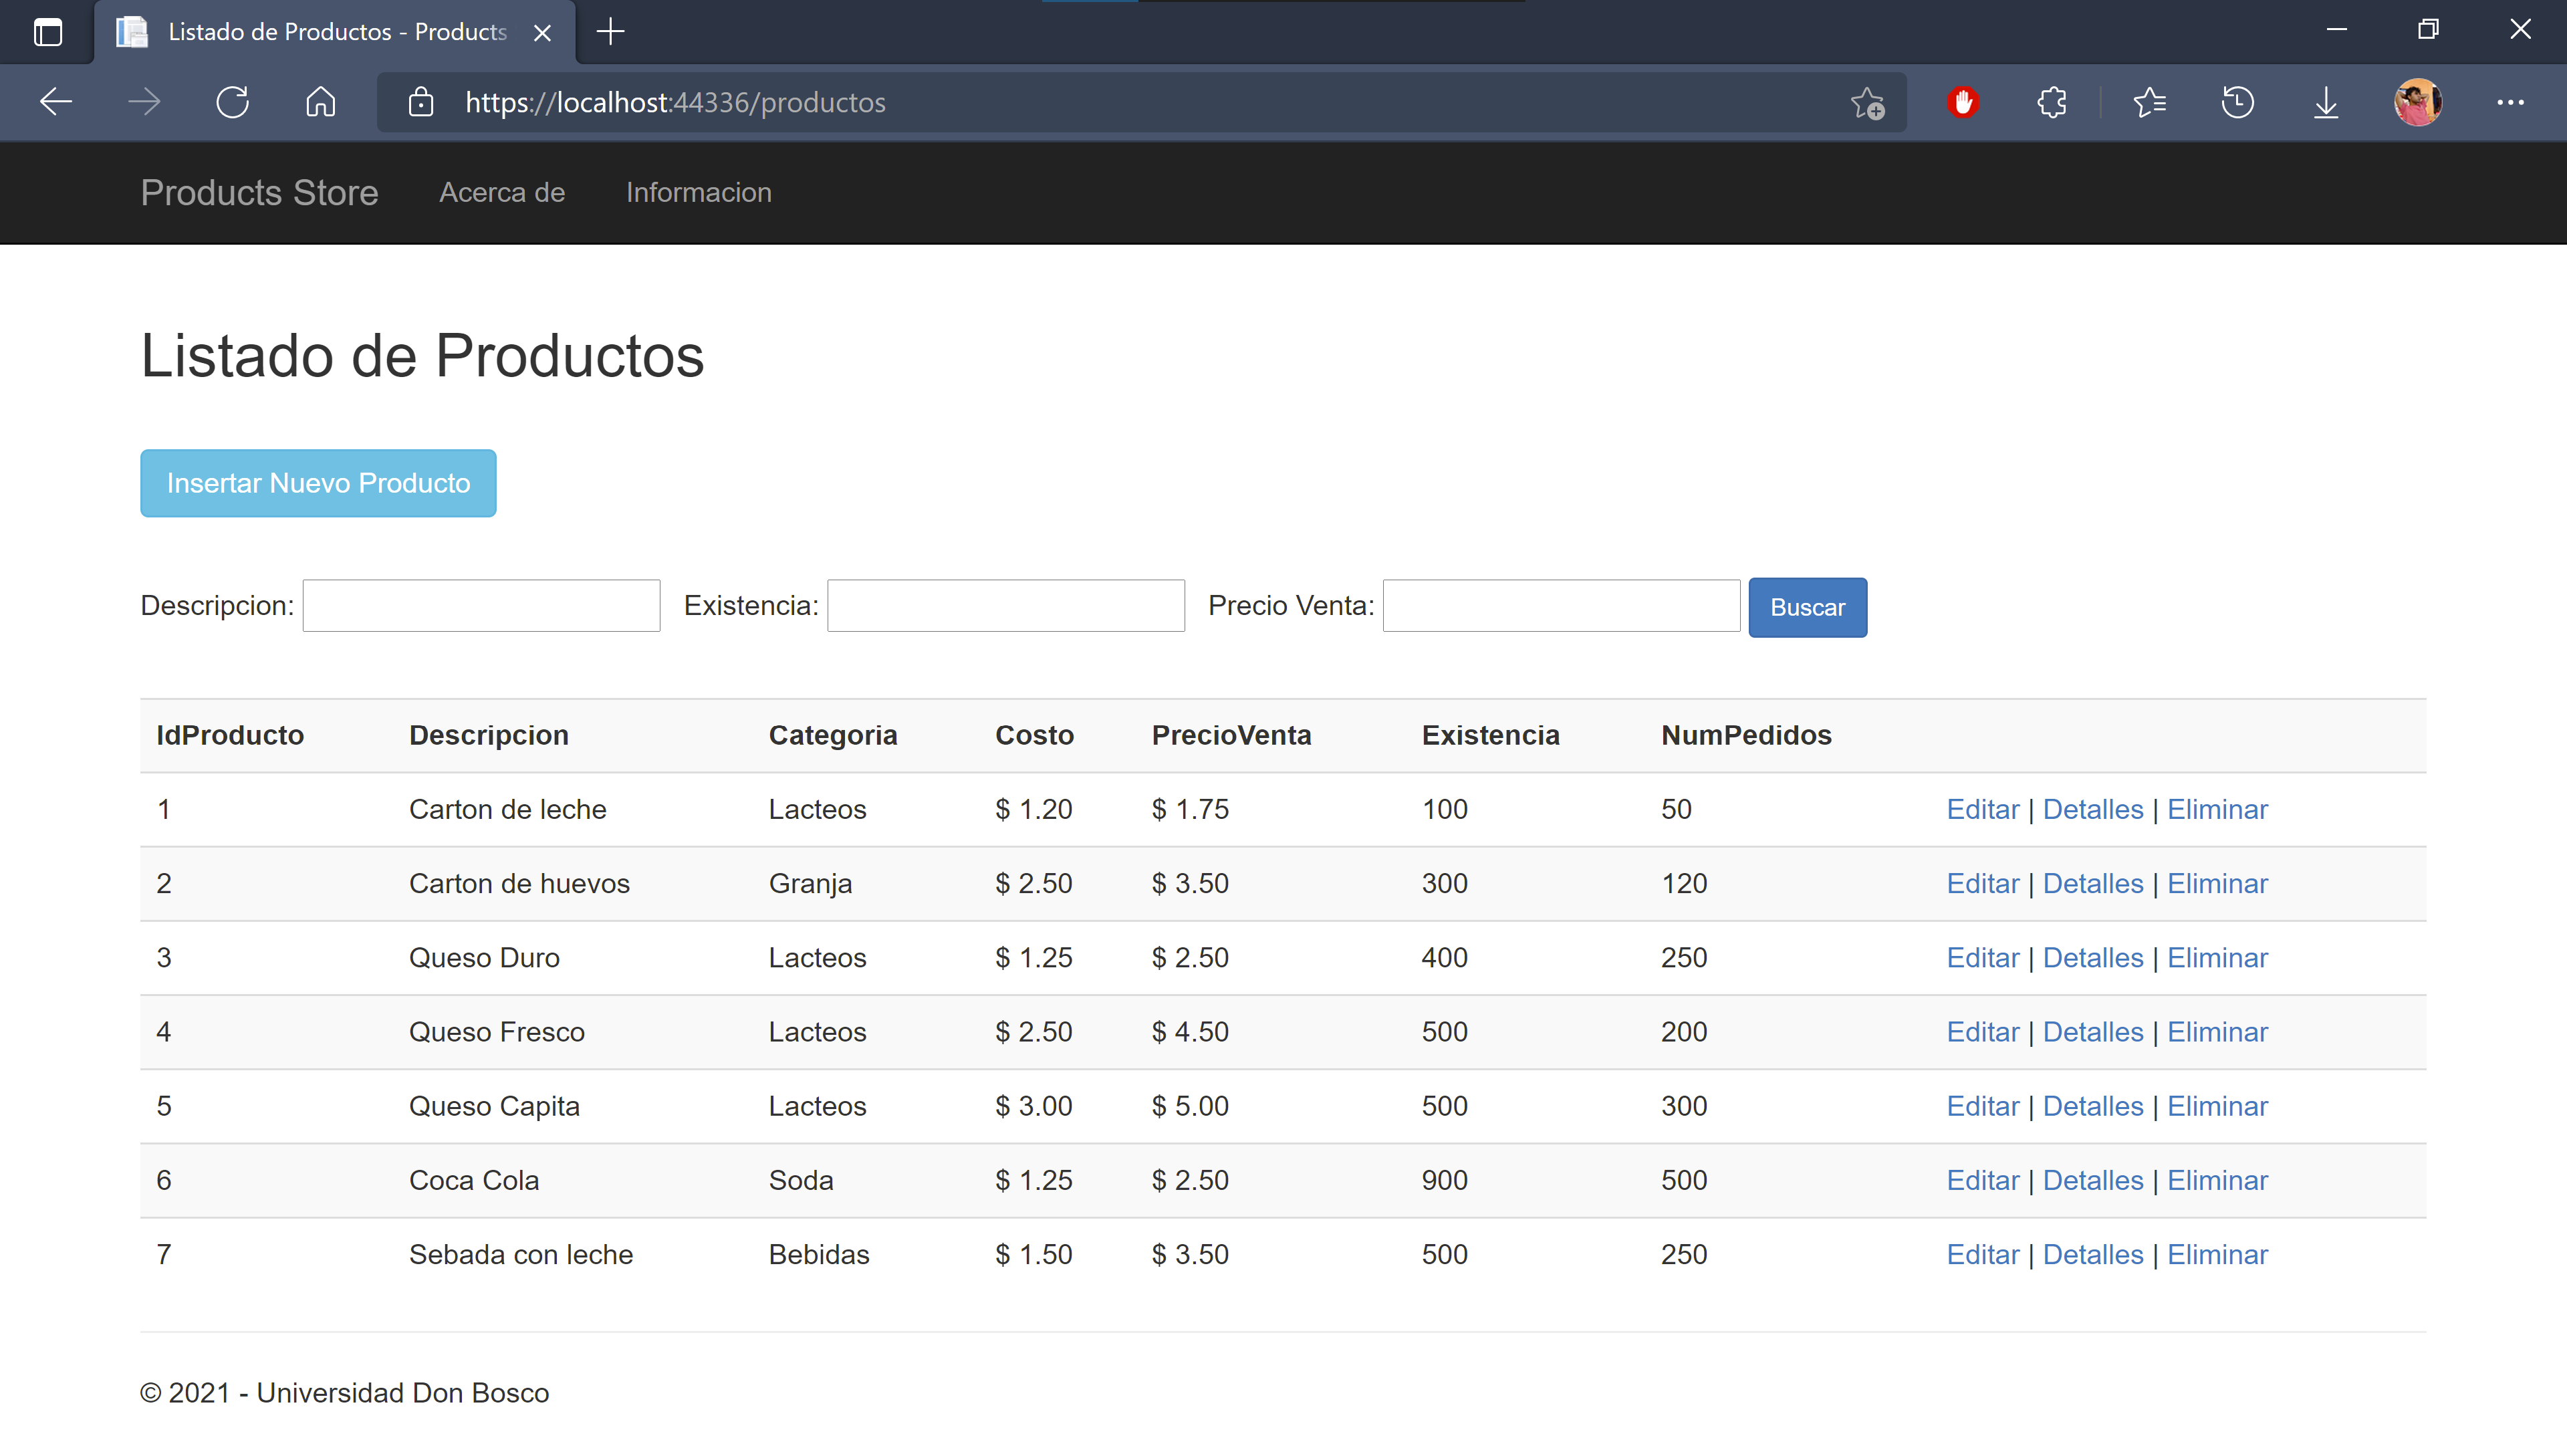 Listado de Productos - Products
https://localhost:44336/productos
Products Store Acerca de Informacion
Listado de Productos
Insertar Nuevo Producto
Descripcion: Existencia: Precio Venta: Buscar
IdProducto Descripcion Categoria Costo PrecioVenta Existencia NumPedidos
1 Carton de leche Lacteos $ 1.20 $ 1.75 100 50 Editar | Detalles | Eliminar
2 Carton de huevos Granja $ 2.50 $ 3.50 300 120 Editar | Detalles | Eliminar
3 Queso Duro Lacteos $ 1.25 $ 2.50 400 250 Editar | Detalles | Eliminar
4 Queso Fresco Lacteos $ 2.50 $ 4.50 500 200 Editar | Detalles | Eliminar
5 Queso Capita Lacteos $ 3.00 $ 5.00 500 300 Editar | Detalles | Eliminar
6 Coca Cola Soda $ 1.25 $ 2.50 900 500 Editar | Detalles | Eliminar
7 Sebada con leche Bebidas $ 1.50 $ 3.50 500 250 Editar | Detalles | Eliminar
© 2021 - Universidad Don Bosco